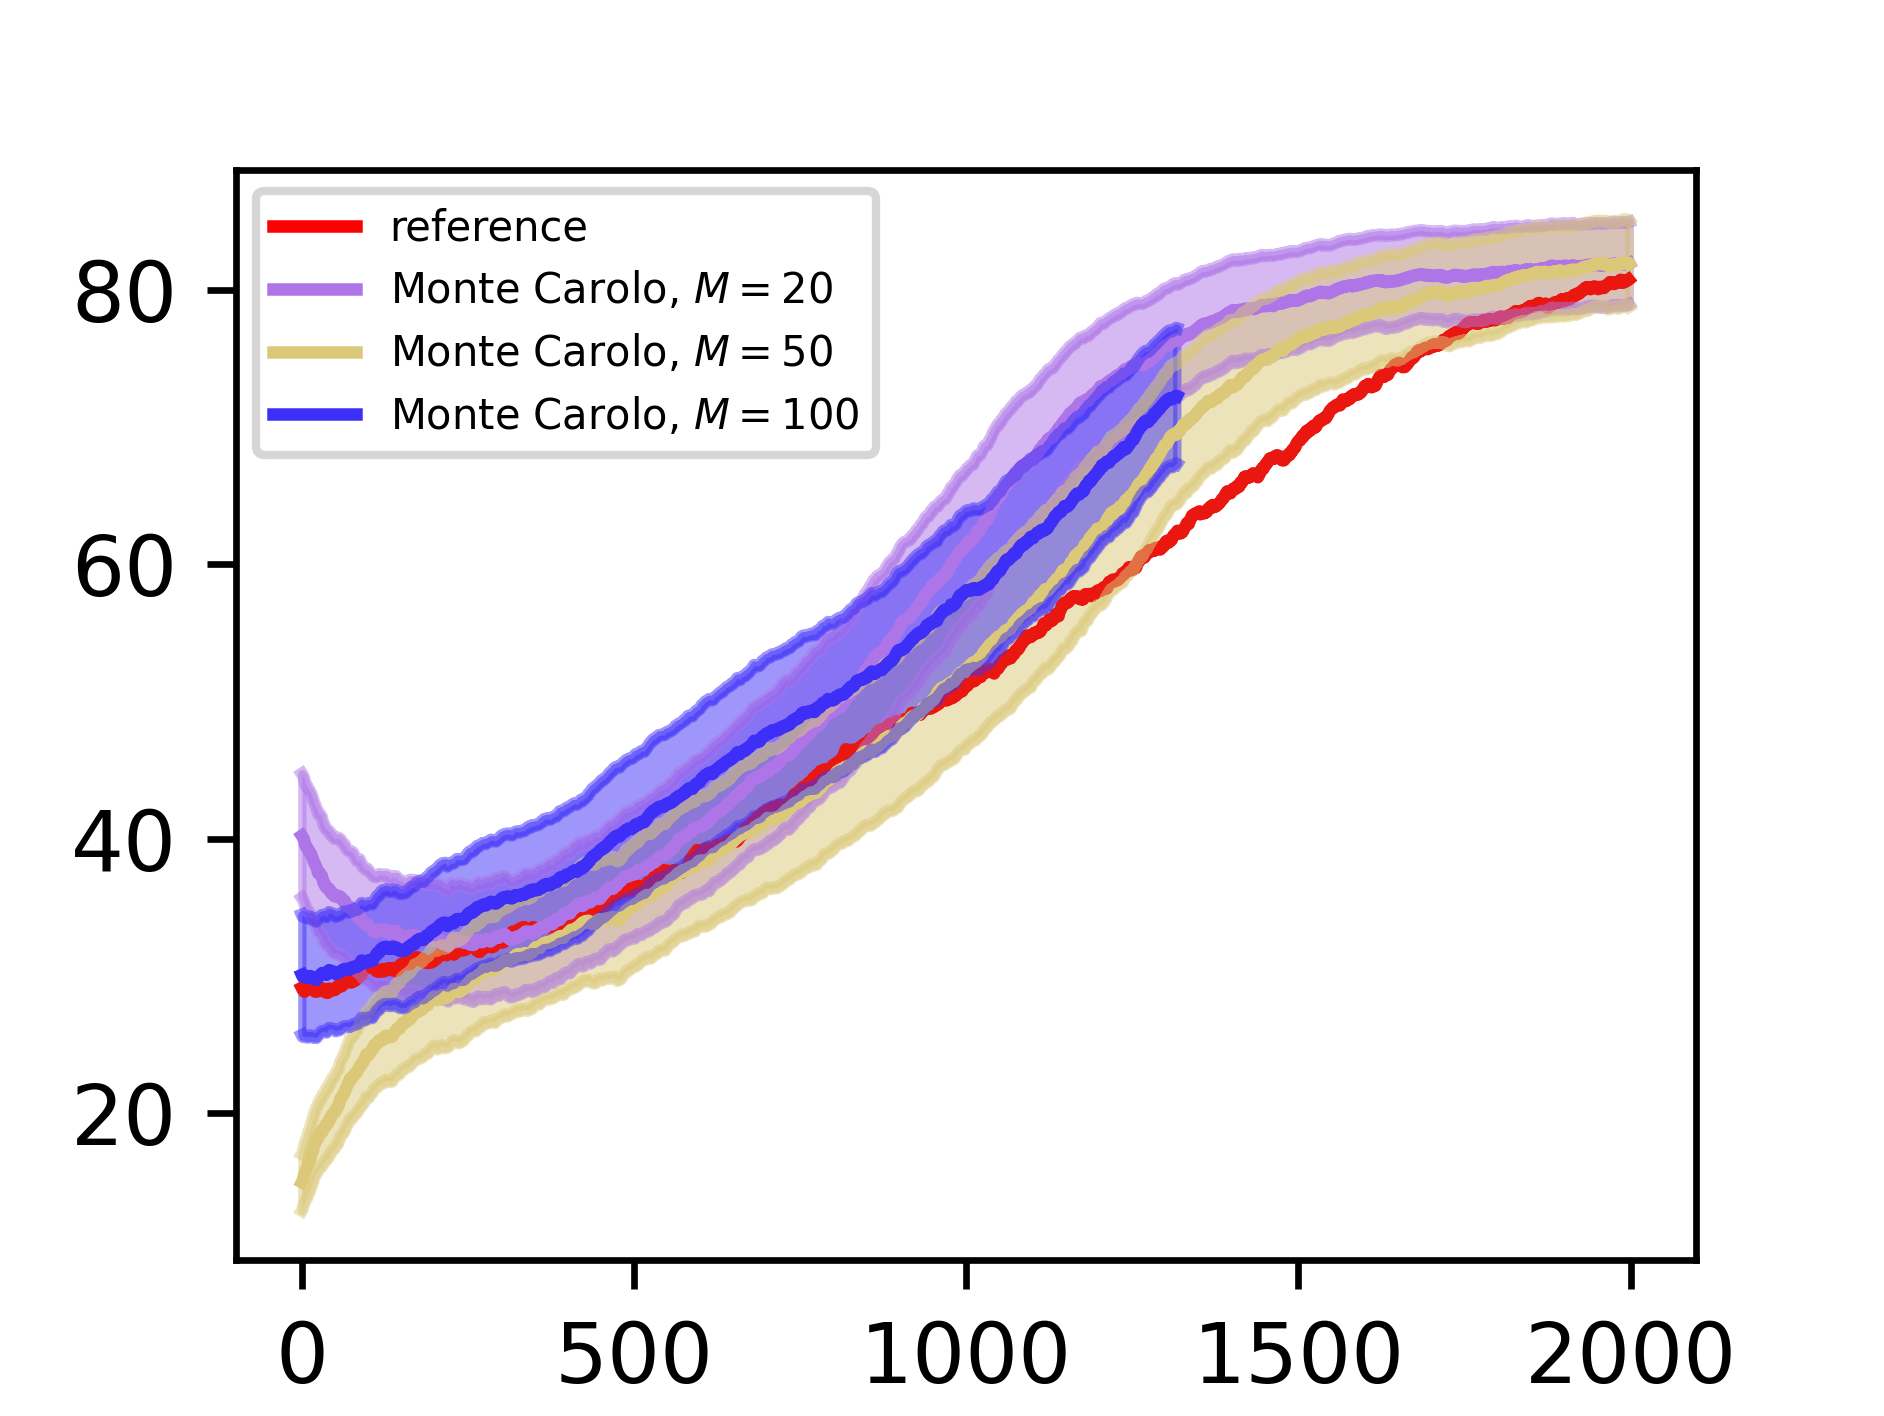 reference
Monte Carolo, M = 20
Monte Carolo, M = 50
Monte Carolo, M = 100
80
60
40
20
0 500 1000 1500 2000